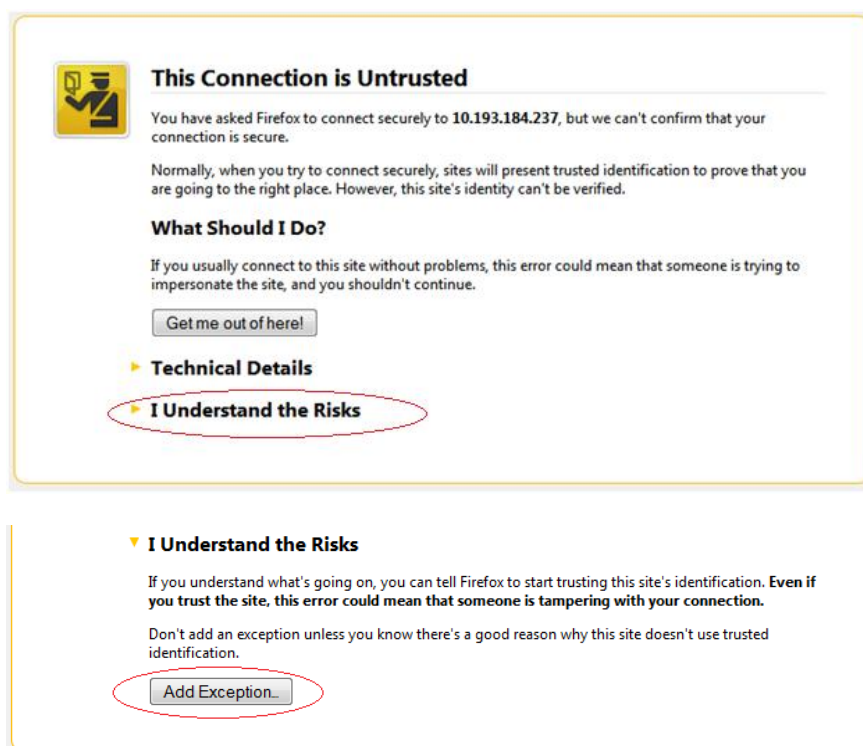 This Connection is Untrusted
You have asked Firefox to connect securely to 10.193.184.237, but we can't confirm that your
connection is secure.
Normally, when you try to connect securely, sites will present trusted identification to prove that you
are going to the right place. However, this site's identity can't be verified.
What Should I Do?
If you usually connect to this site without problems, this error could mean that someone is trying to
impersonate the site, and you shouldn't continue.
Get me out of here!
Technical Details
I Understand the Risks
I Understand the Risks
If you understand what's going on, you can tell Firefox to start trusting this site's identification. Even if
you trust the site, this error could mean that someone is tampering with your connection.
Don't add an exception unless you know there's a good reason why this site doesn't use trusted
identification.
Add Exception...